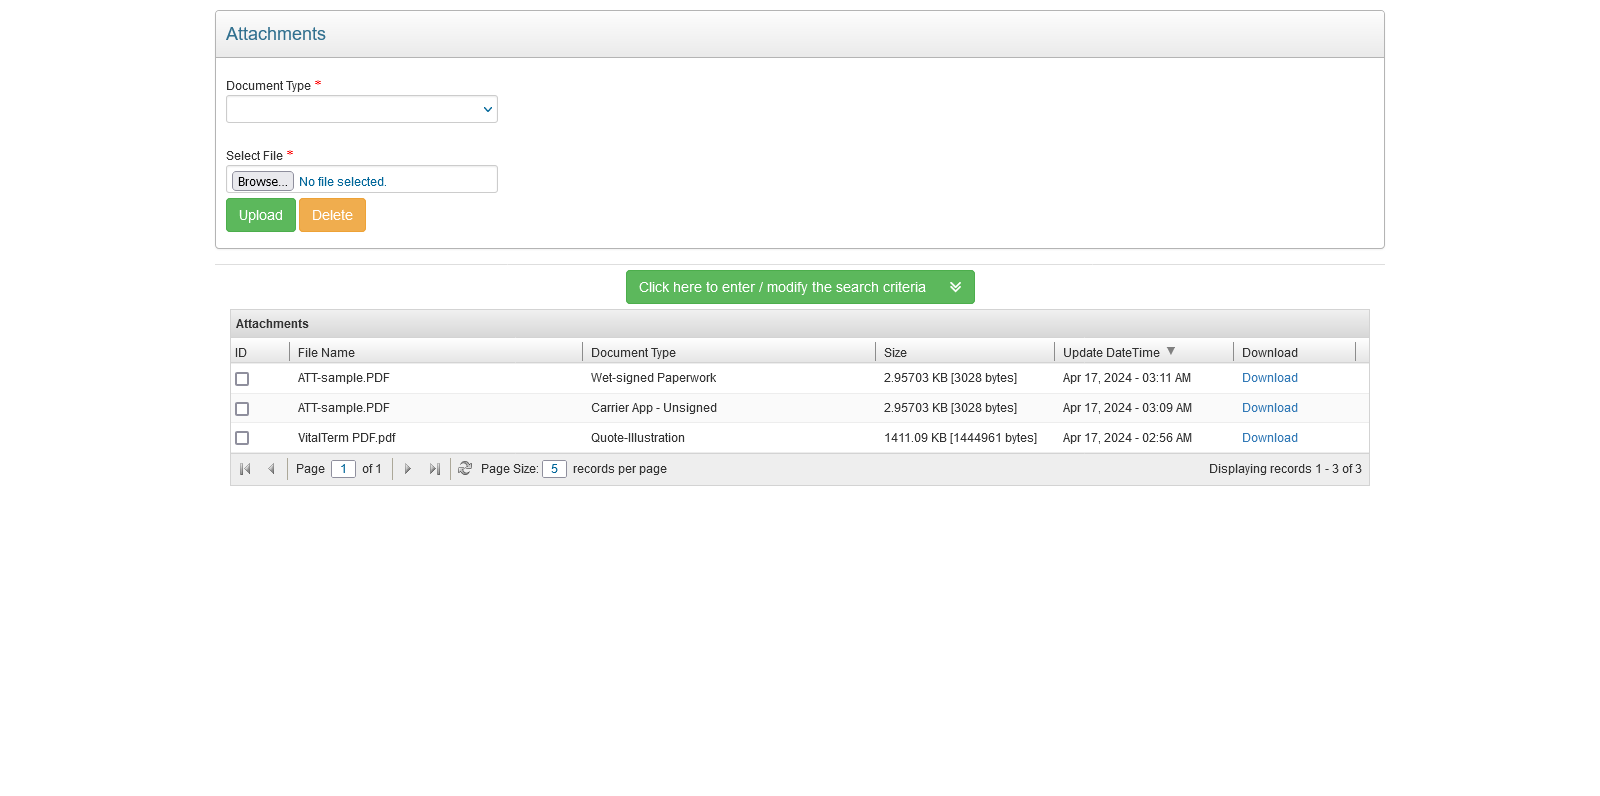 Attachments
Document Type *
Select File *
Browse... No file selected.
Upload Delete
Click here to enter / modify the search criteria
Attachments
ID File Name Document Type Size Update DateTime Download
ATT-sample.PDF Wet-signed Paperwork 2.95703 KB [3028 bytes] Apr 17, 2024 - 03:11 AM Download
ATT-sample.PDF Carrier App - Unsigned 2.95703 KB [3028 bytes] Apr 17, 2024 - 03:09 AM Download
VitalTerm PDF.pdf Quote-Illustration 1411.09 KB [1444961 bytes] Apr 17, 2024 - 02:56 AM Download
Page 1 of 1 Page Size: 5 records per page Displaying records 1 - 3 of 3